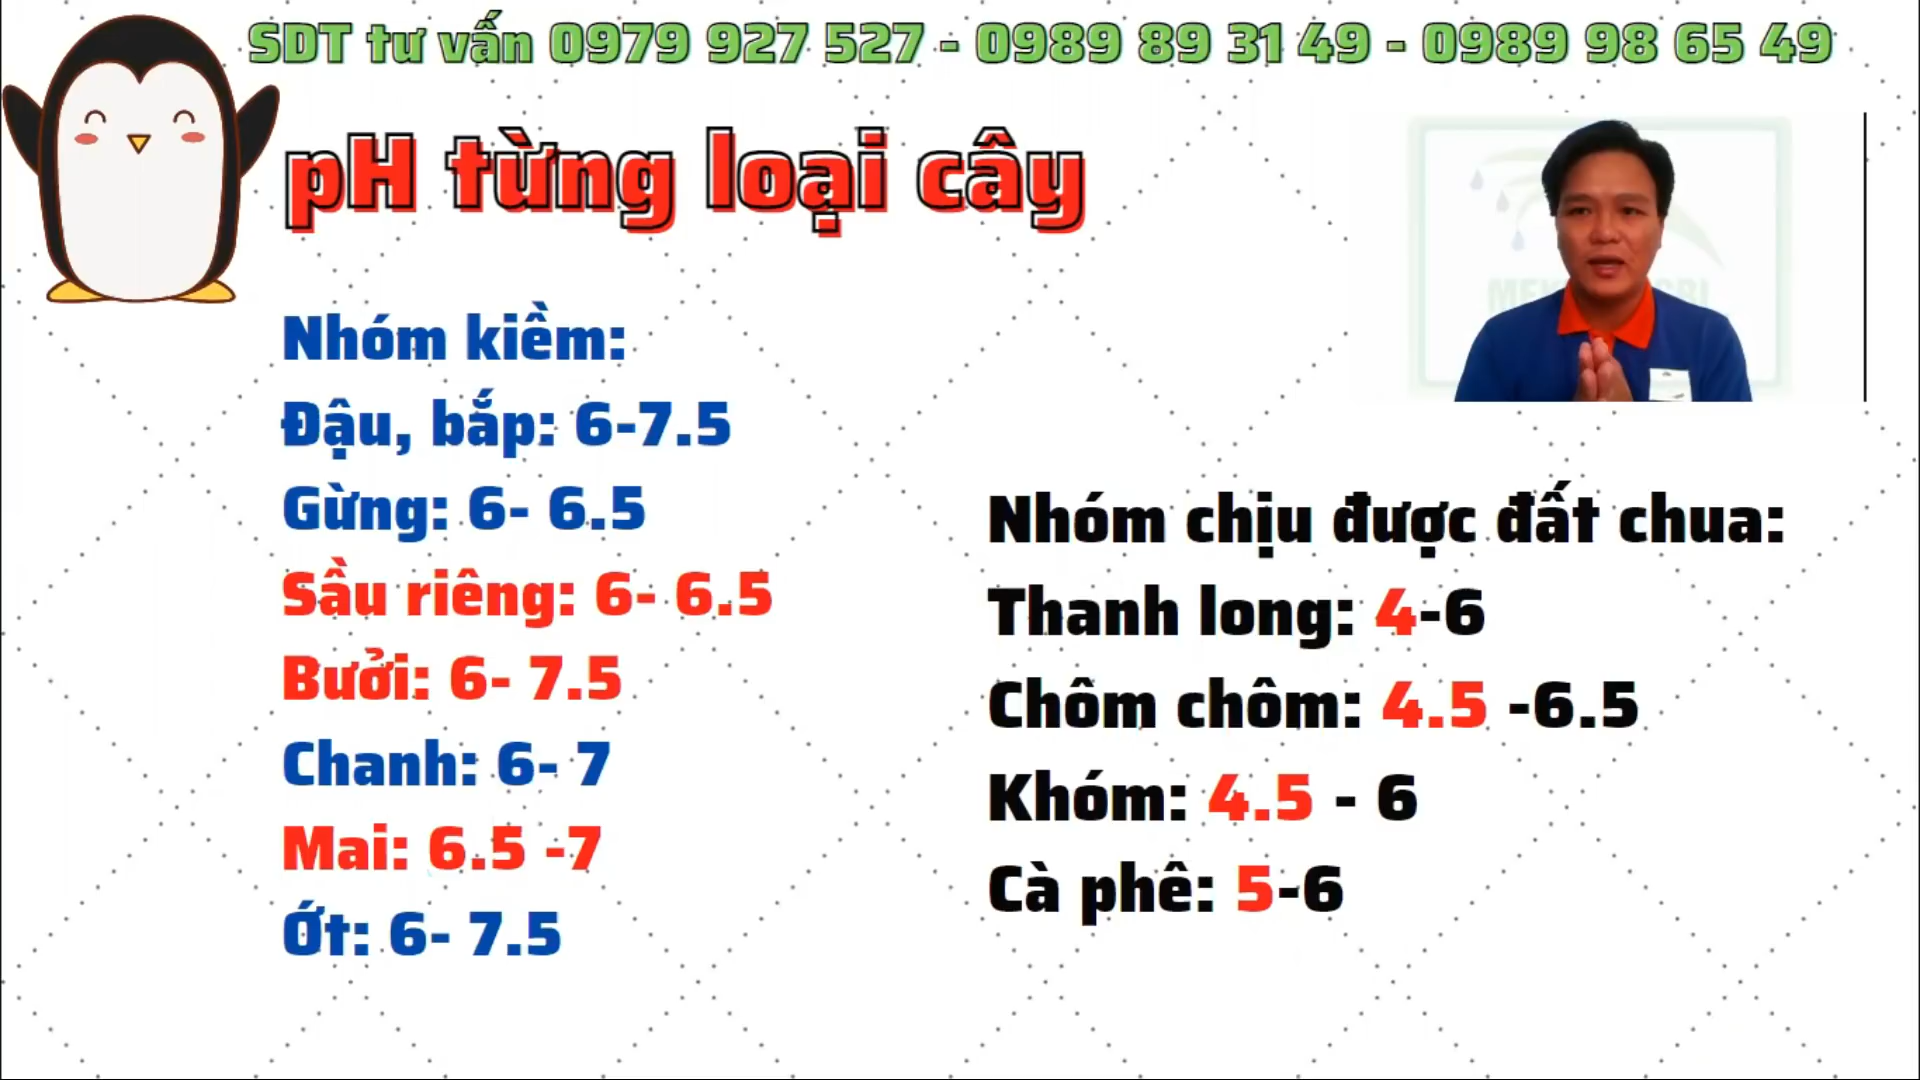 SDT tư vấn 0979 927 527 - 0989 89 31 49 - 0989 98 65 49
pH từng loại cây
Nhóm kiềm:
Đậu, bắp: 6-7.5
Gừng: 6- 6.5
Sầu riêng: 6- 6.5
Bưởi: 6- 7.5
Chanh: 6- 7
Mai: 6.5 -7
Ớt: 6- 7.5
Nhóm chịu được đất chua:
Thanh long: 4-6
Chôm chôm: 4.5 -6.5
Khóm: 4.5 - 6
Cà phê: 5-6